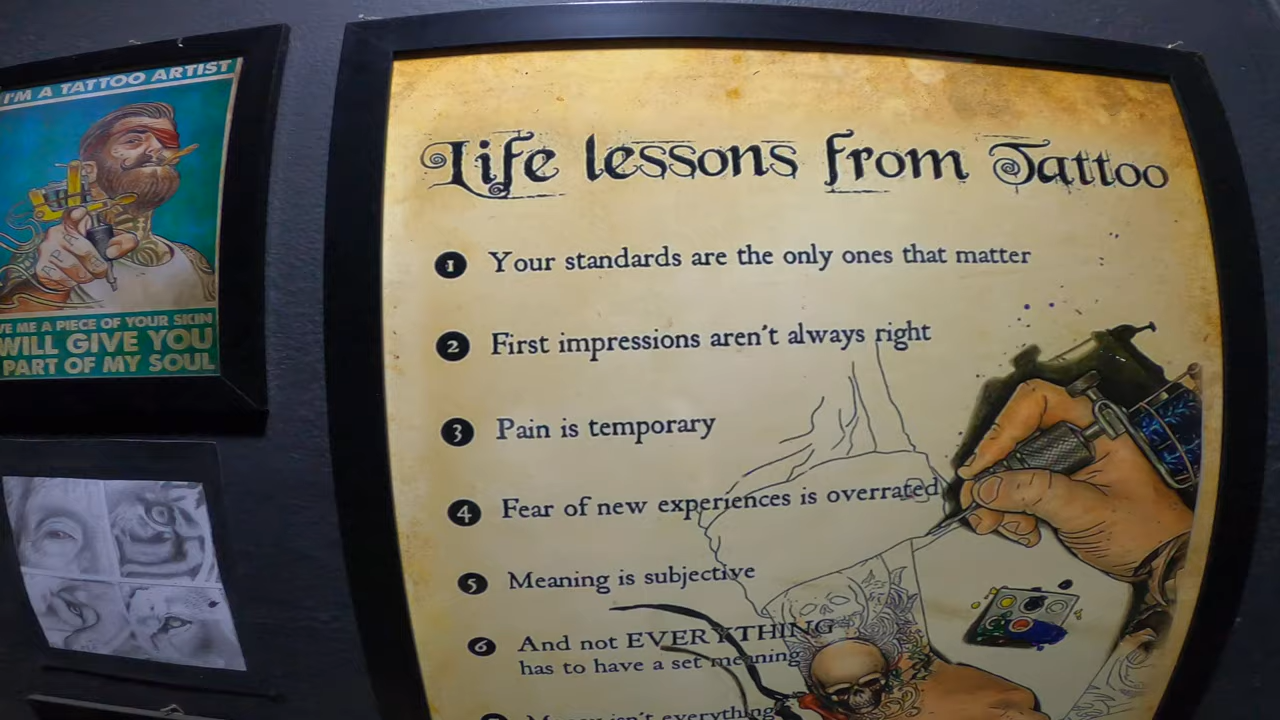 I'M A TATTOO ARTIST
ME A PIECE OF YOUR SKIN
WILL GIVE YOU
PART OF MY SOUL
Life lessons from Tattoo
1 Your standards are the only ones that matter
2 First impressions aren't always right
3 Pain is temporary
4 Fear of new experiences is overrated
5 Meaning is subjective
6 And not EVERYTHING
has to have a set meaning
isn't everything